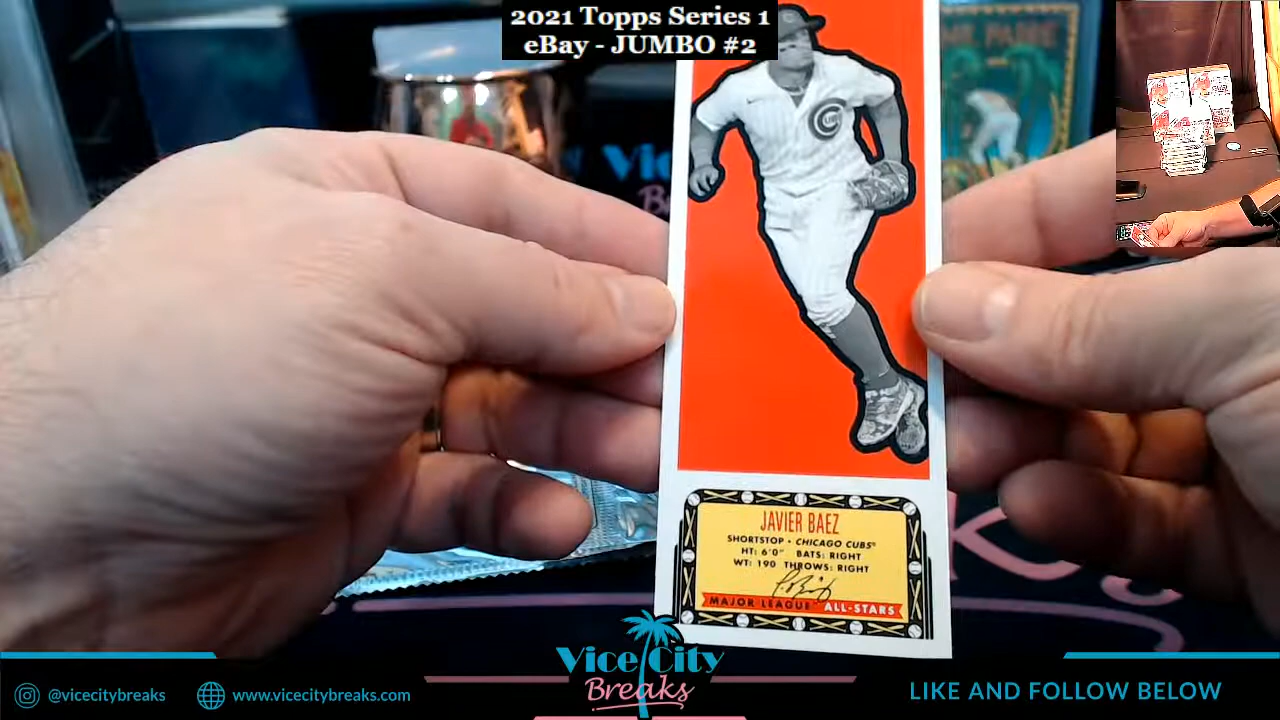 2021 Topps Series 1
eBay - JUMBO #2
JAVIER BAEZ
SHORTSTOP • CHICAGO CUBS®
HT: 6'0" BATS: RIGHT
WT: 190 THROWS: RIGHT
MAJOR LEAGUE™ ALL-STARS
Vice City
Breaks
@vicecitybreaks
www.vicecitybreaks.com
LIKE AND FOLLOW BELOW